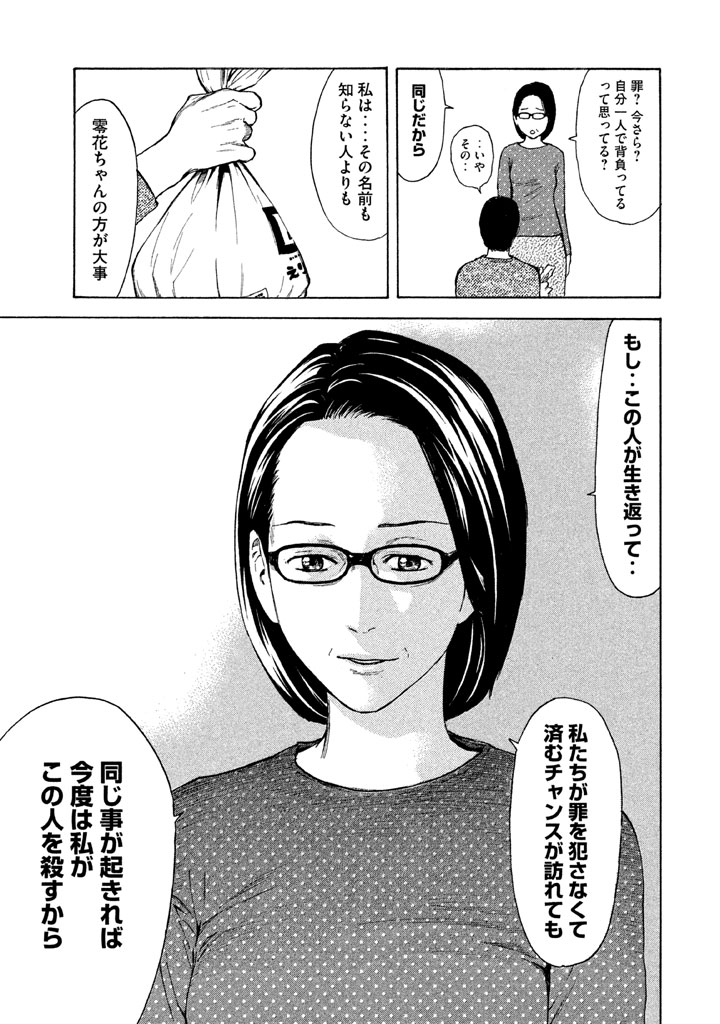 罪？今さら？
自分一人で背負ってる
って思ってる？
‥いや
その‥
同じだから
私は‥‥その名前も
知らない人よりも
零花ちゃんの方が大事
もし‥この人が生き返って‥
私たちが罪を犯さなくて
済むチャンスが訪れても
同じ事が起きれば
今度は私が
この人を殺すから